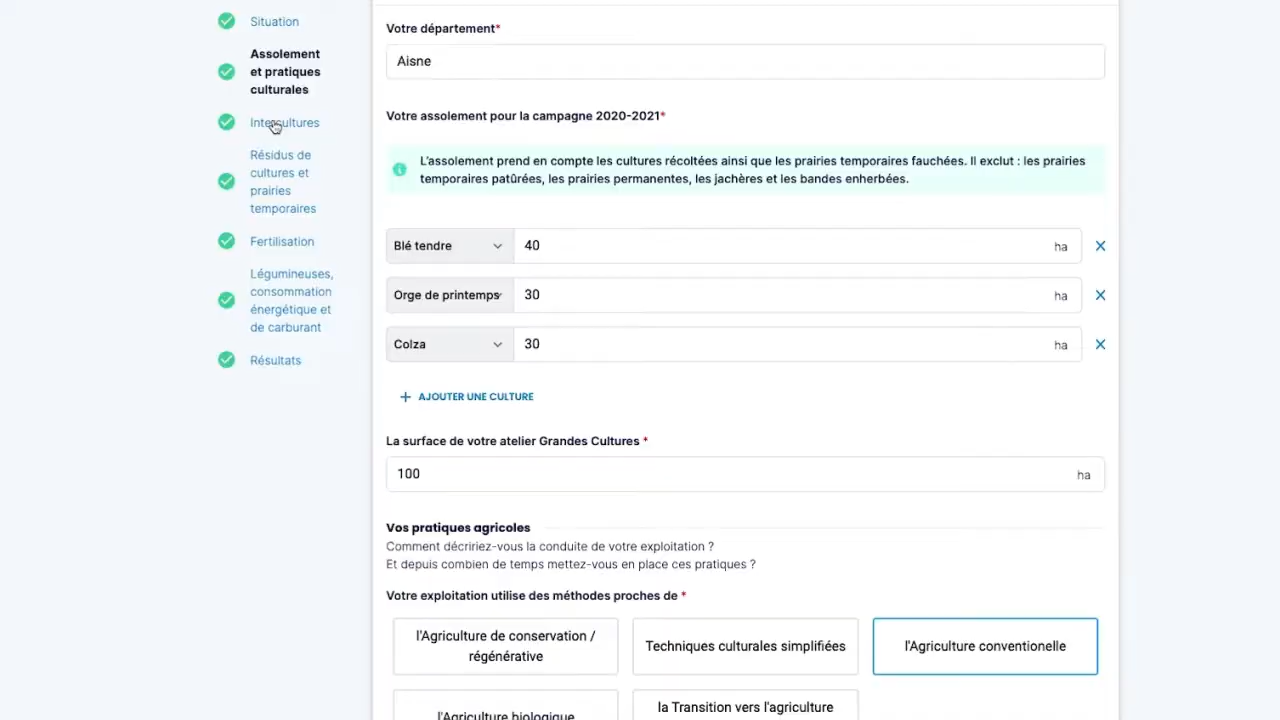 Situation
Assolement
et pratiques
culturales
Intercultures
Résidus de
cultures et
prairies
temporaires
Fertilisation
Légumineuses,
consommation
énergétique et
de carburant
Résultats
Votre département*
Aisne
Votre assolement pour la campagne 2020-2021*
L'assolement prend en compte les cultures récoltées ainsi que les prairies temporaires fauchées. Il exclut : les prairies
temporaires patûrées, les prairies permanentes, les jachères et les bandes enherbées.
Blé tendre 40 ha
Orge de printemps 30 ha
Colza 30 ha
+ AJOUTER UNE CULTURE
La surface de votre atelier Grandes Cultures *
100 ha
Vos pratiques agricoles
Comment décririez-vous la conduite de votre exploitation ?
Et depuis combien de temps mettez-vous en place ces pratiques ?
Votre exploitation utilise des méthodes proches de *
l'Agriculture de conservation /
régénérative
Techniques culturales simplifiées
l'Agriculture conventionelle
l'Agriculture biologique
la Transition vers l'agriculture